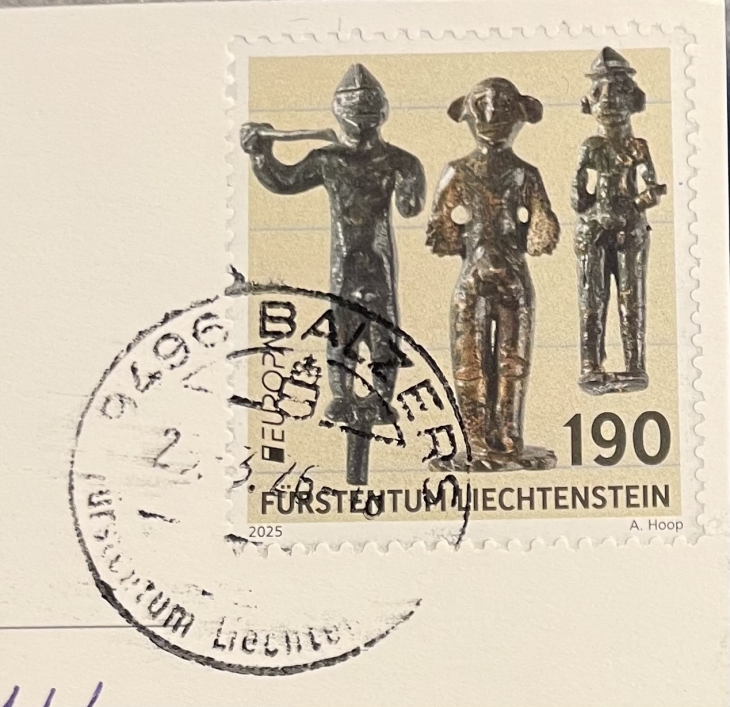 EUROPA
190
FÜRSTENTUM LIECHTENSTEIN
2025
A. Hoop
9496 BALZERS
Fürstentum Liechten